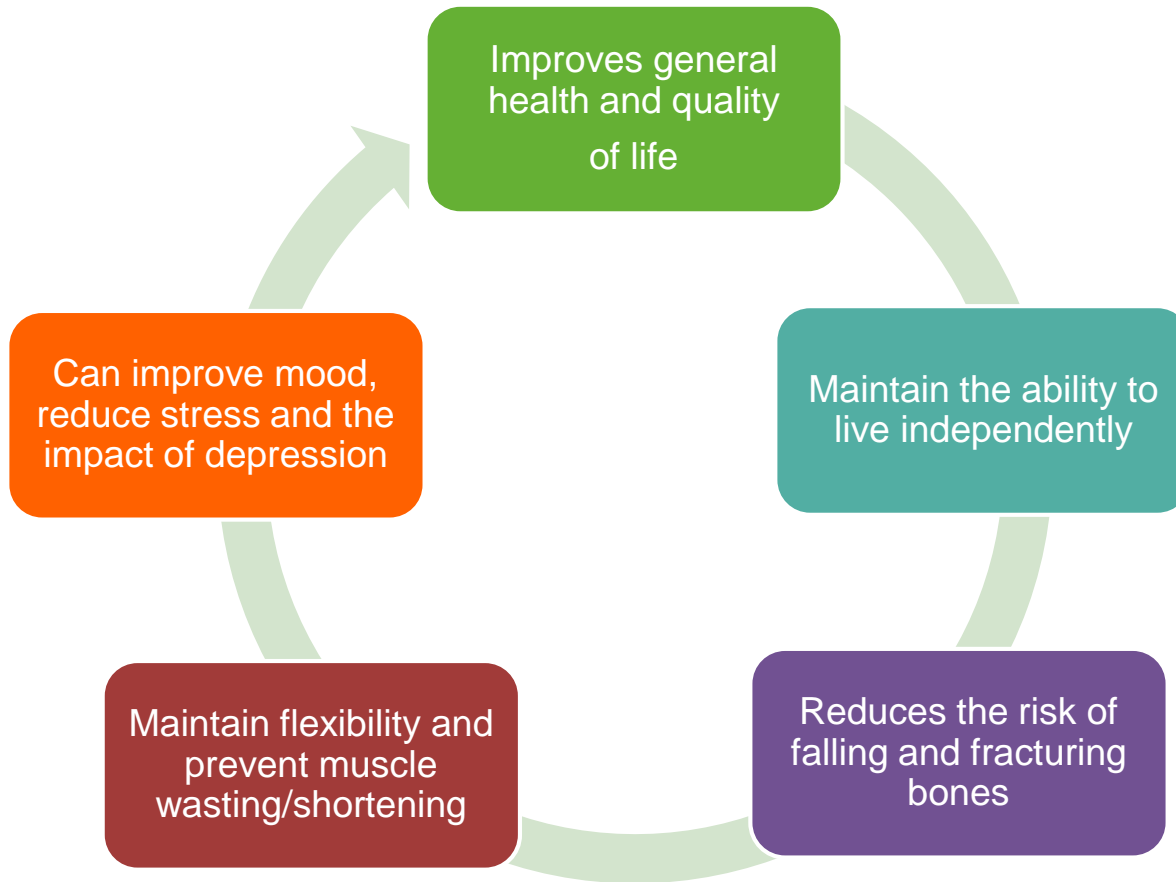 Improves general
health and quality
of life
Maintain the ability to
live independently
Reduces the risk of
falling and fracturing
bones
Maintain flexibility and
prevent muscle
wasting/shortening
Can improve mood,
reduce stress and the
impact of depression